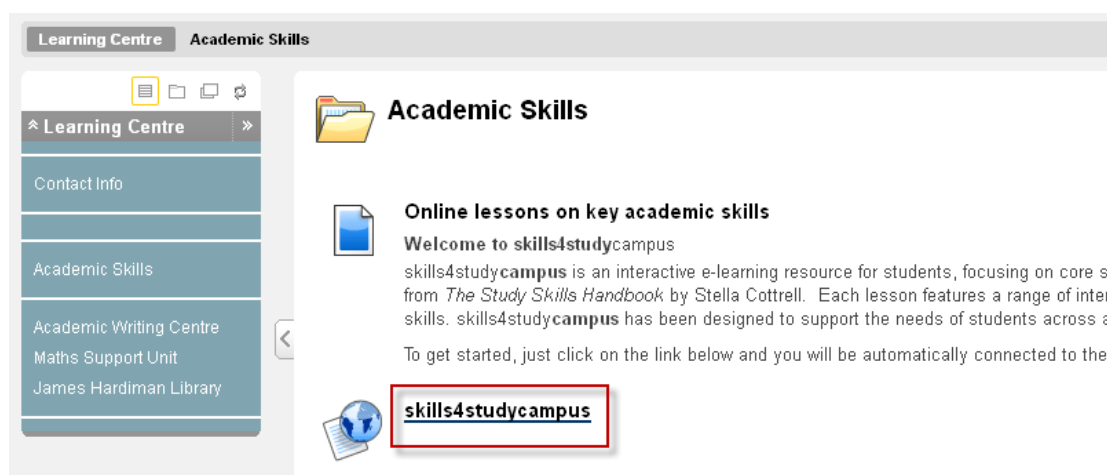 Learning Centre Academic Skills
Learning Centre
Contact Info
Academic Skills
Academic Writing Centre
Maths Support Unit
James Hardiman Library
Academic Skills
Online lessons on key academic skills
Welcome to skills4studycampus
skills4studycampus is an interactive e-learning resource for students, focusing on core
from The Study Skills Handbook by Stella Cottrell. Each lesson features a range of
skills. skills4studycampus has been designed to support the needs of students across
To get started, just click on the link below and you will be automatically connected to the
skills4studycampus